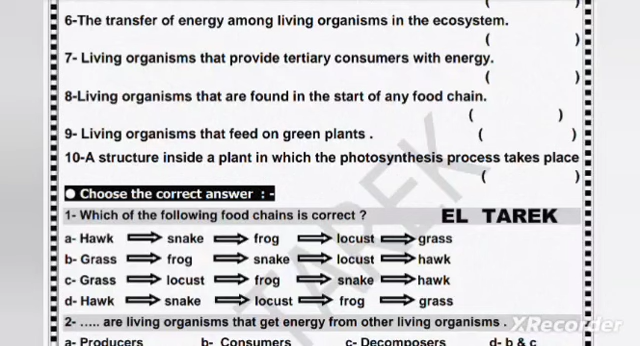 ( )
6-The transfer of energy among living organisms in the ecosystem.
( )
7- Living organisms that provide tertiary consumers with energy.
( )
8-Living organisms that are found in the start of any food chain.
( )
9- Living organisms that feed on green plants . ( )
10-A structure inside a plant in which the photosynthesis process takes place
( )
● Choose the correct answer : -
1- Which of the following food chains is correct ? EL TAREK
a- Hawk ⇒ snake ⇒ frog ⇒ locust ⇒ grass
b- Grass ⇒ frog ⇒ snake ⇒ locust ⇒ hawk
c- Grass ⇒ locust ⇒ frog ⇒ snake ⇒ hawk
d- Hawk ⇒ snake ⇒ locust ⇒ frog ⇒ grass
2- ..... are living organisms that get energy from other living organisms .
a- Producers b- Consumers c- Decomposers d- b & c
TAREK
XRecorder